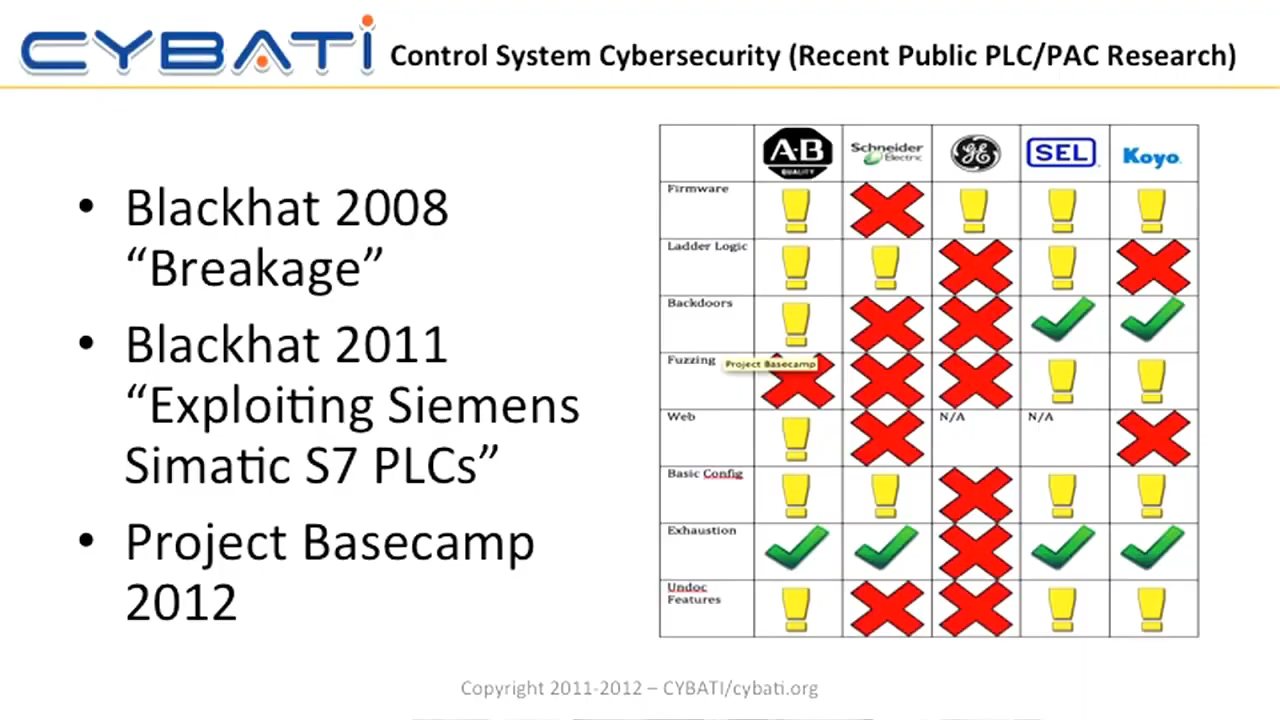 CYBATI
Control System Cybersecurity (Recent Public PLC/PAC Research)
• Blackhat 2008
“Breakage”
• Blackhat 2011
“Exploiting Siemens
Simatic S7 PLCs”
• Project Basecamp
2012
A-B QUALITY
Schneider Electric
GE
SEL
Koyo
Firmware
Ladder Logic
Backdoors
Fuzzing
Project Basecamp
Web
N/A
N/A
Basic Config
Exhaustion
Undoc
Features
Copyright 2011-2012 – CYBATI/cybati.org